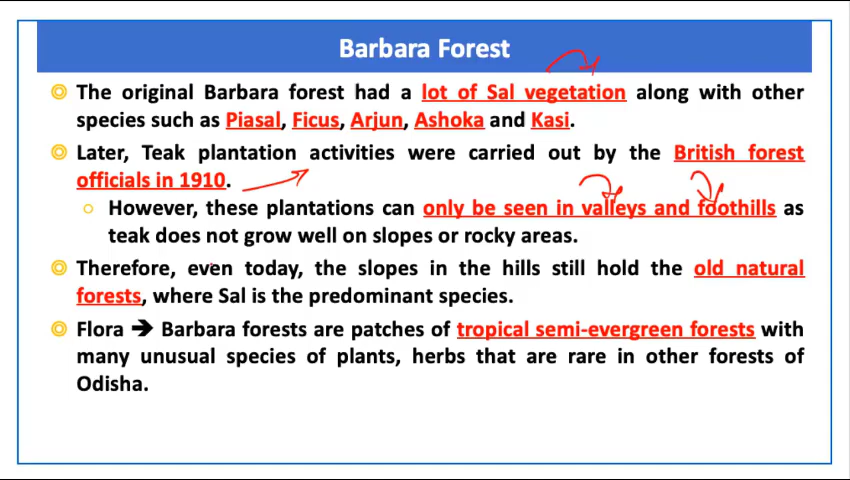 Barbara Forest
The original Barbara forest had a lot of Sal vegetation along with other
species such as Piasal, Ficus, Arjun, Ashoka and Kasi.
Later, Teak plantation activities were carried out by the British forest
officials in 1910.
However, these plantations can only be seen in valleys and foothills as
teak does not grow well on slopes or rocky areas.
Therefore, even today, the slopes in the hills still hold the old natural
forests, where Sal is the predominant species.
Flora ➔ Barbara forests are patches of tropical semi-evergreen forests with
many unusual species of plants, herbs that are rare in other forests of
Odisha.